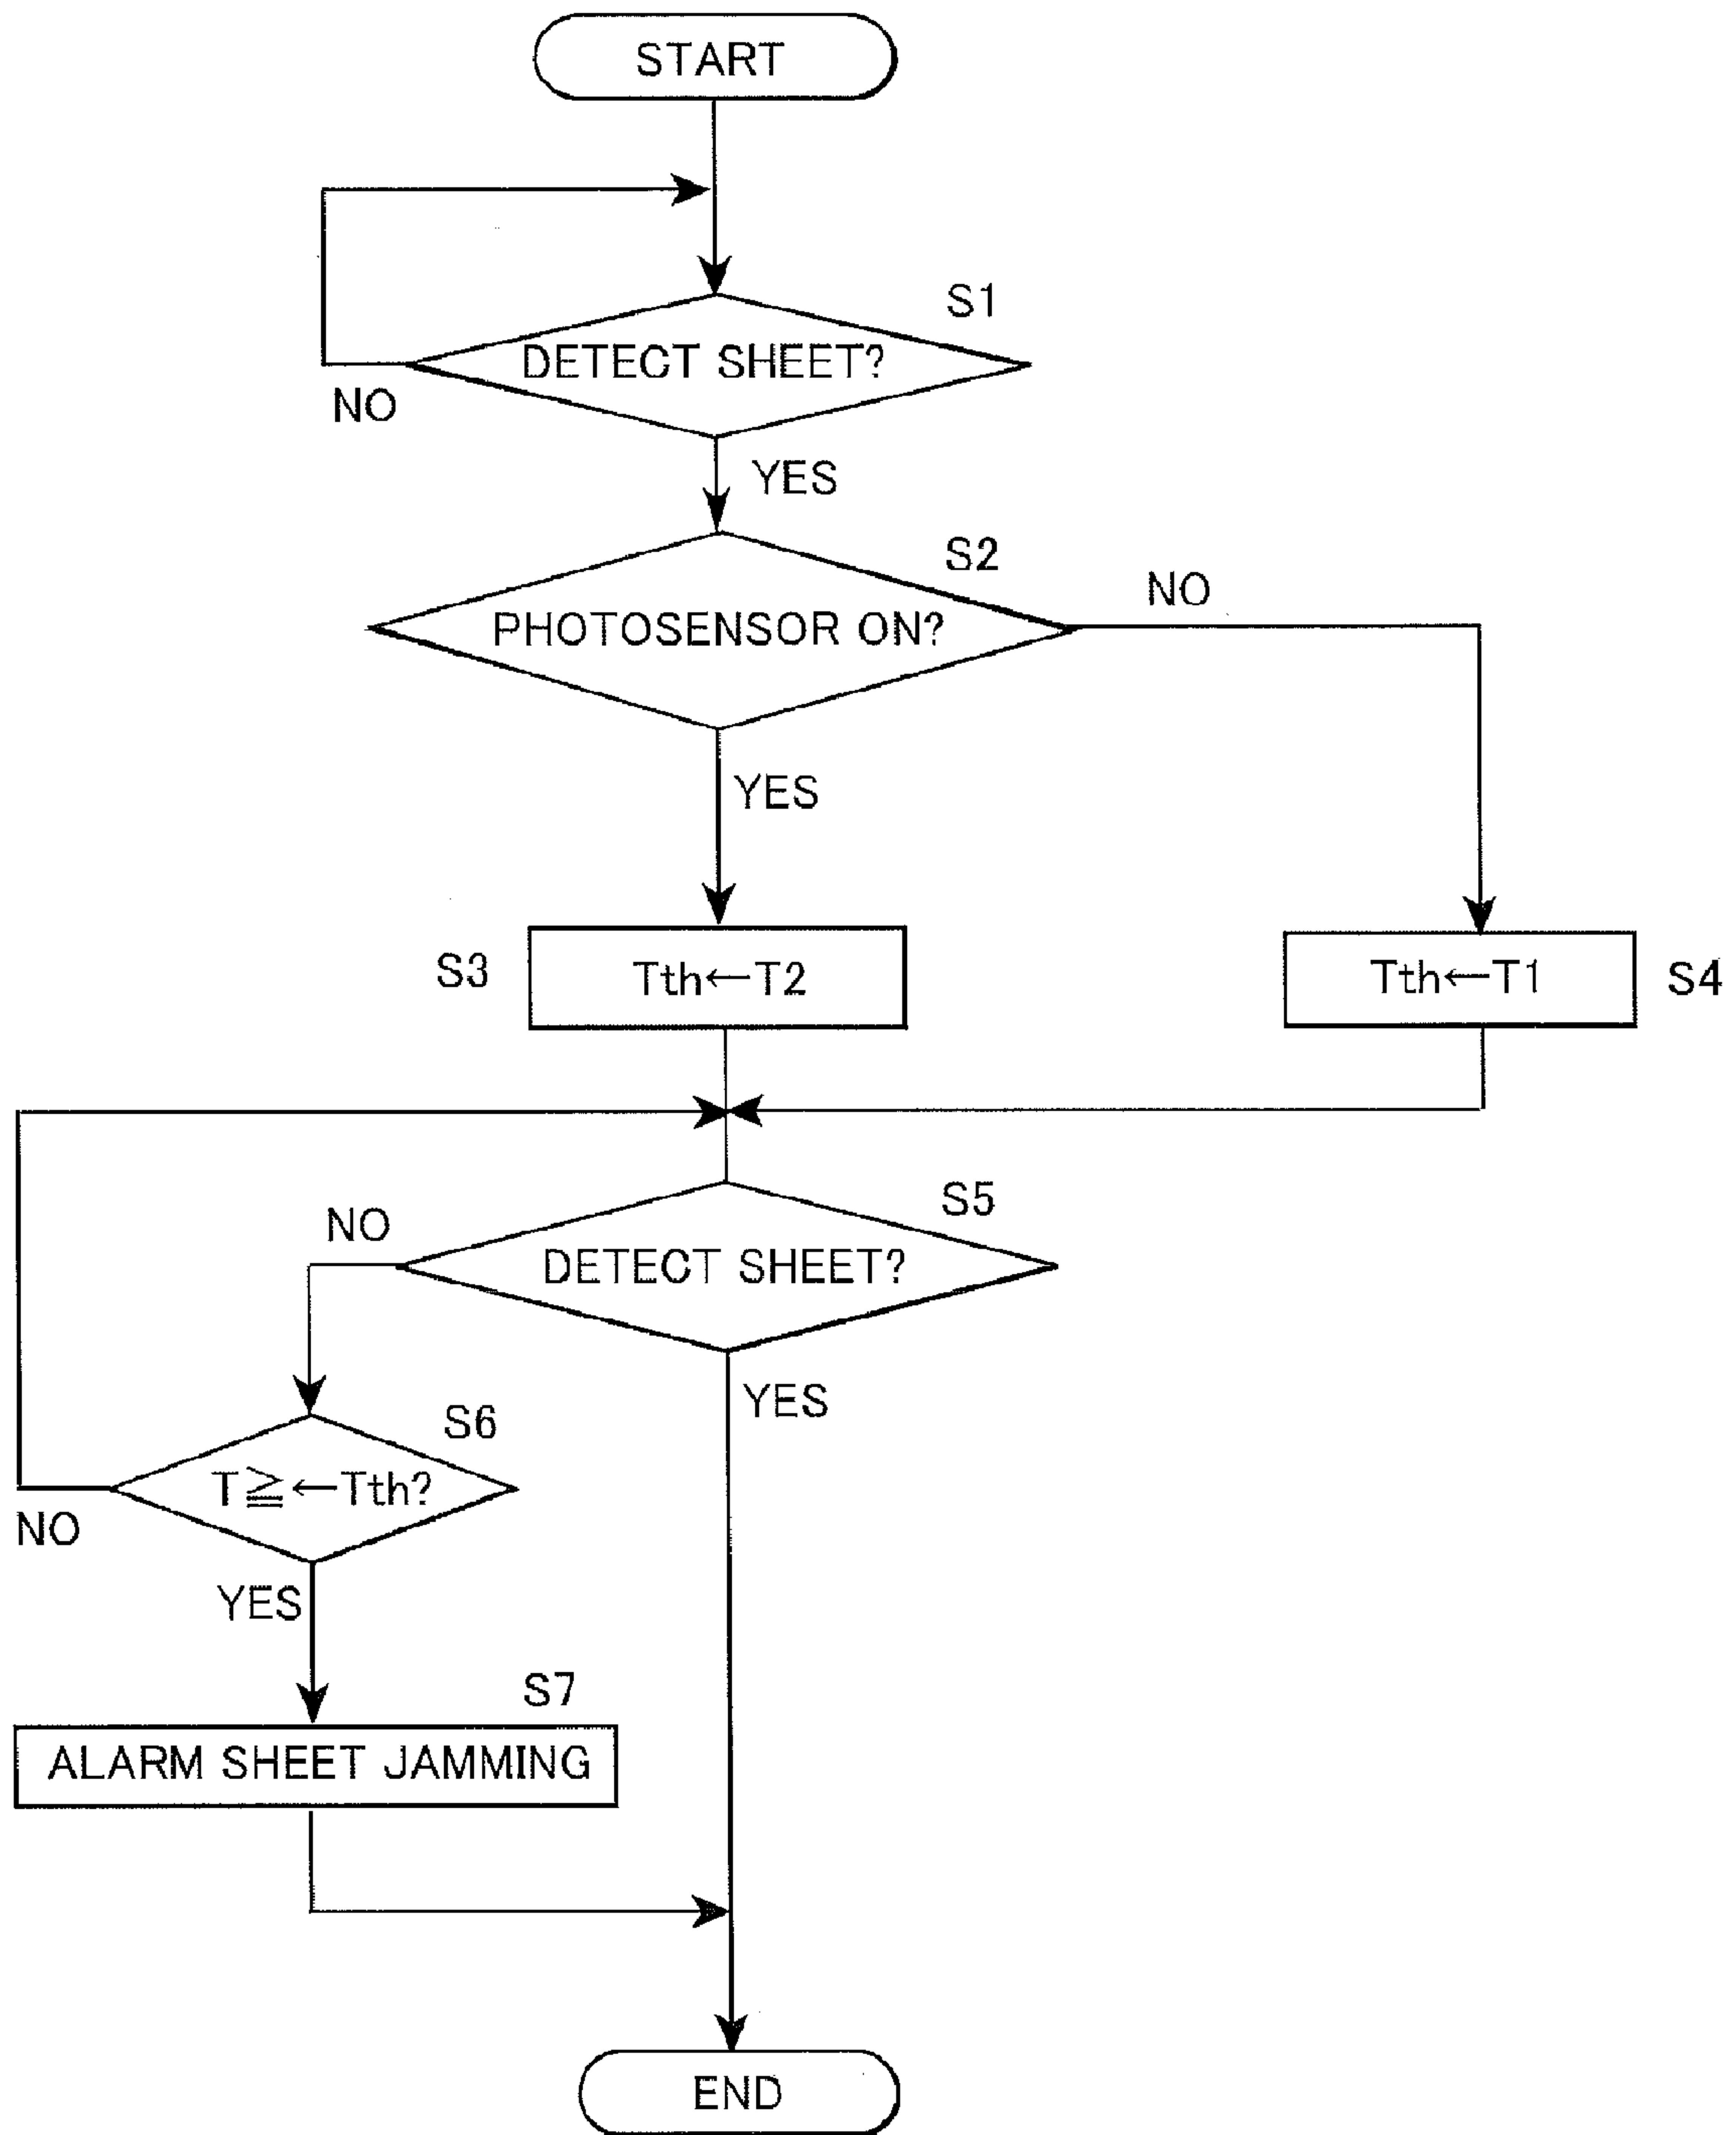 START
S1
DETECT SHEET?
NO
YES
S2
NO
PHOTOSENSOR ON?
YES
S3
Tth←T2
Tth←T1
S4
S5
NO
DETECT SHEET?
YES
S6
T≧←Tth?
NO
YES
S7
ALARM SHEET JAMMING
END